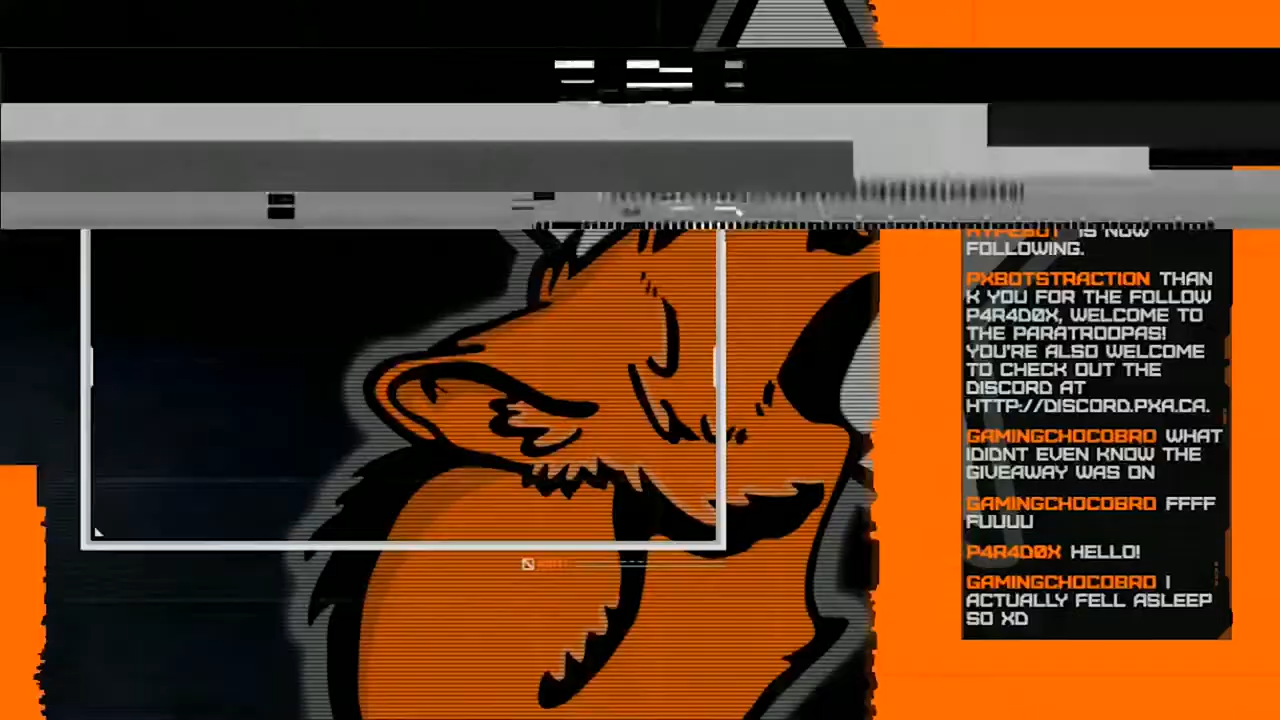 IS NOW
FOLLOWING.
PXBOTSTRACTION THAN
K YOU FOR THE FOLLOW
P4R4D0X, WELCOME TO
THE PARATROOPAS!
YOU'RE ALSO WELCOME
TO CHECK OUT THE
DISCORD AT
HTTP://DISCORD.PXA.CA.
GAMINGCHOCOBRO WHAT
IDIDNT EVEN KNOW THE
GIVEAWAY WAS ON
GAMINGCHOCOBRO FFFF
FUUUU
P4R4D0X HELLO!
GAMINGCHOCOBRO I
ACTUALLY FELL ASLEEP
SO XD